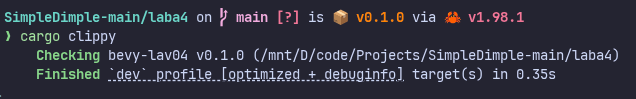 SimpleDimple-main/laba4 on main [?] is 📦 v0.1.0 via 🦀 v1.98.1
❯ cargo clippy
Checking bevy-lav04 v0.1.0 (/mnt/D/code/Projects/SimpleDimple-main/laba4)
Finished `dev` profile [optimized + debuginfo] target(s) in 0.35s